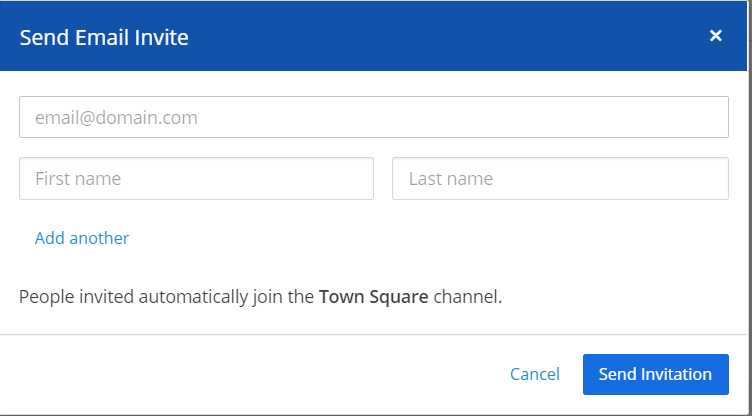 Send Email Invite ×
email@domain.com
First name Last name
Add another
People invited automatically join the Town Square channel.
Cancel Send Invitation